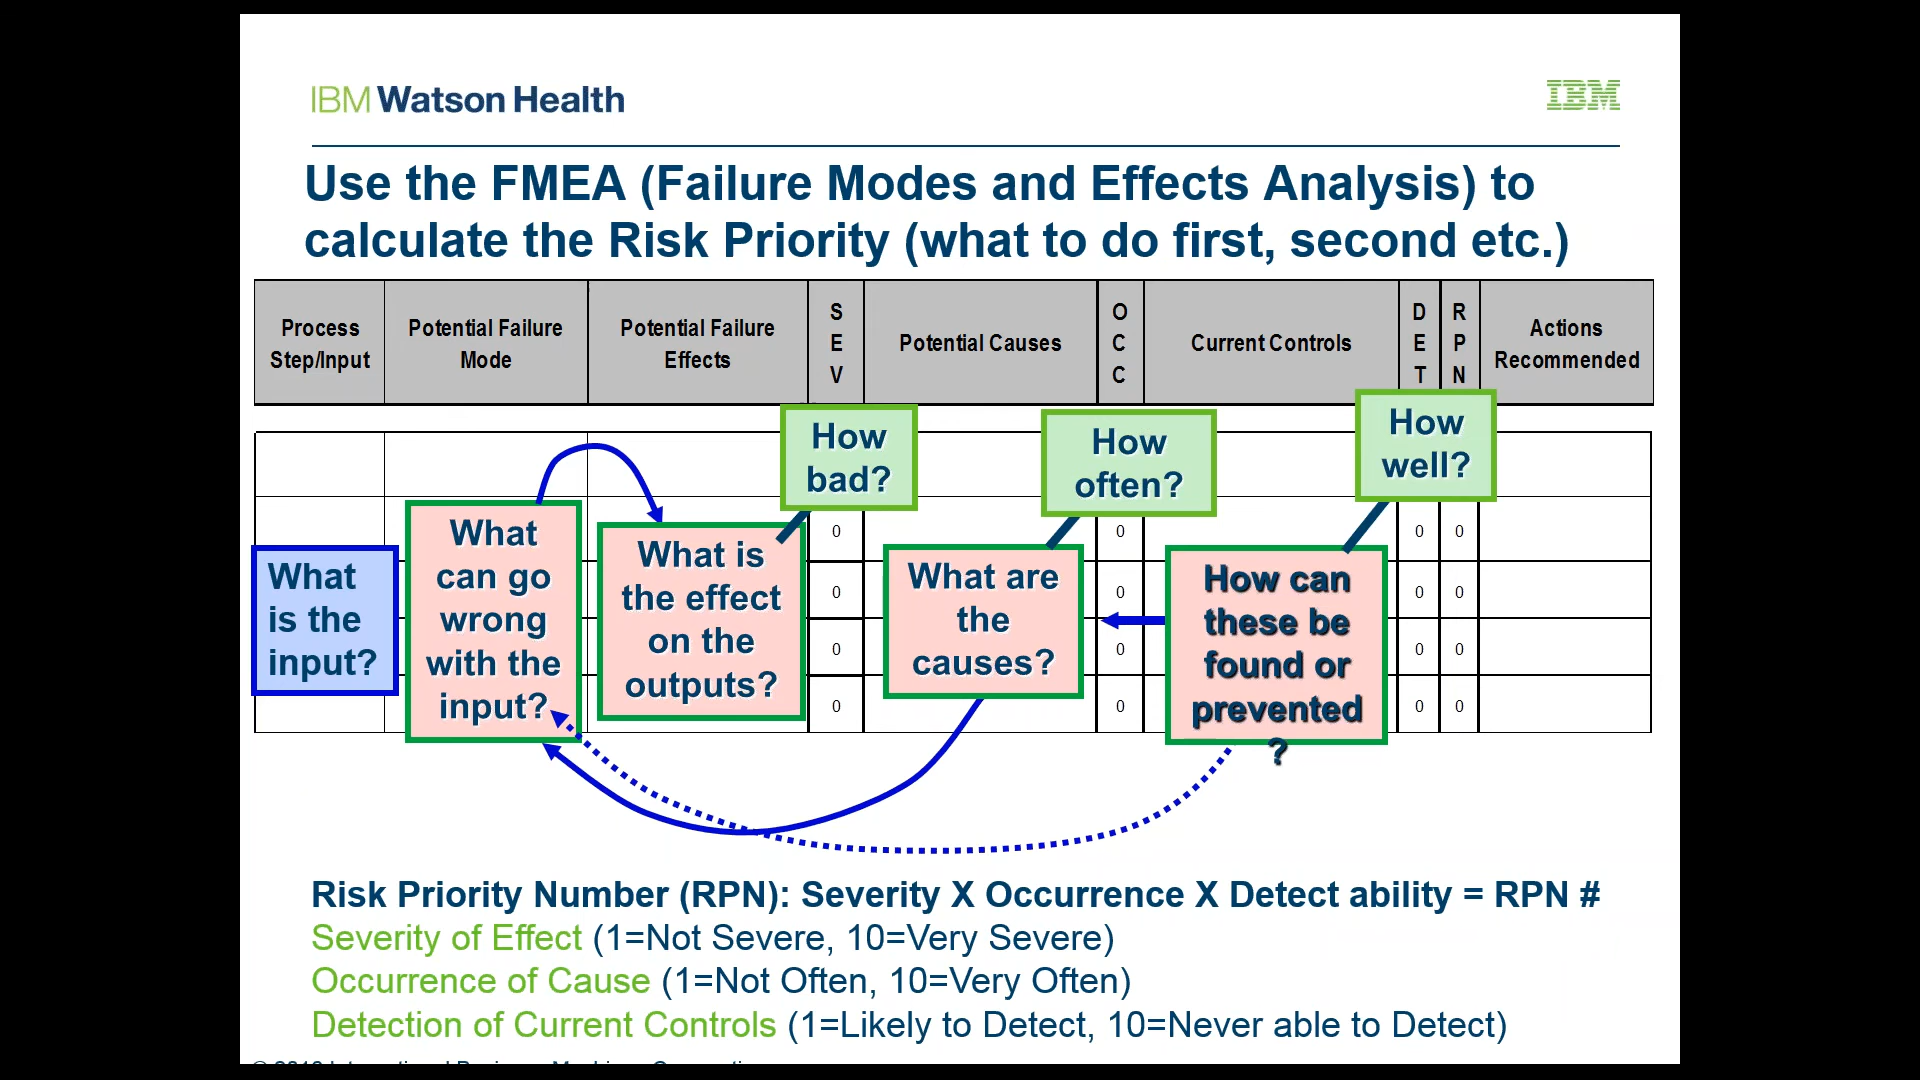 IBM Watson Health
IBM
Use the FMEA (Failure Modes and Effects Analysis) to
calculate the Risk Priority (what to do first, second etc.)
Process
Step/Input
Potential Failure
Mode
Potential Failure
Effects
S
E
V
Potential Causes
O
C
C
Current Controls
D
E
T
R
P
N
Actions
Recommended
How
bad?
How
often?
How
well?
What
is the
input?
What
can go
wrong
with the
input?
What is
the effect
on the
outputs?
What are
the
causes?
How can
these be
found or
prevented
?
0 0 0 0
0 0 0 0
0 0 0 0
0 0 0 0
Risk Priority Number (RPN): Severity X Occurrence X Detect ability = RPN #
Severity of Effect (1=Not Severe, 10=Very Severe)
Occurrence of Cause (1=Not Often, 10=Very Often)
Detection of Current Controls (1=Likely to Detect, 10=Never able to Detect)